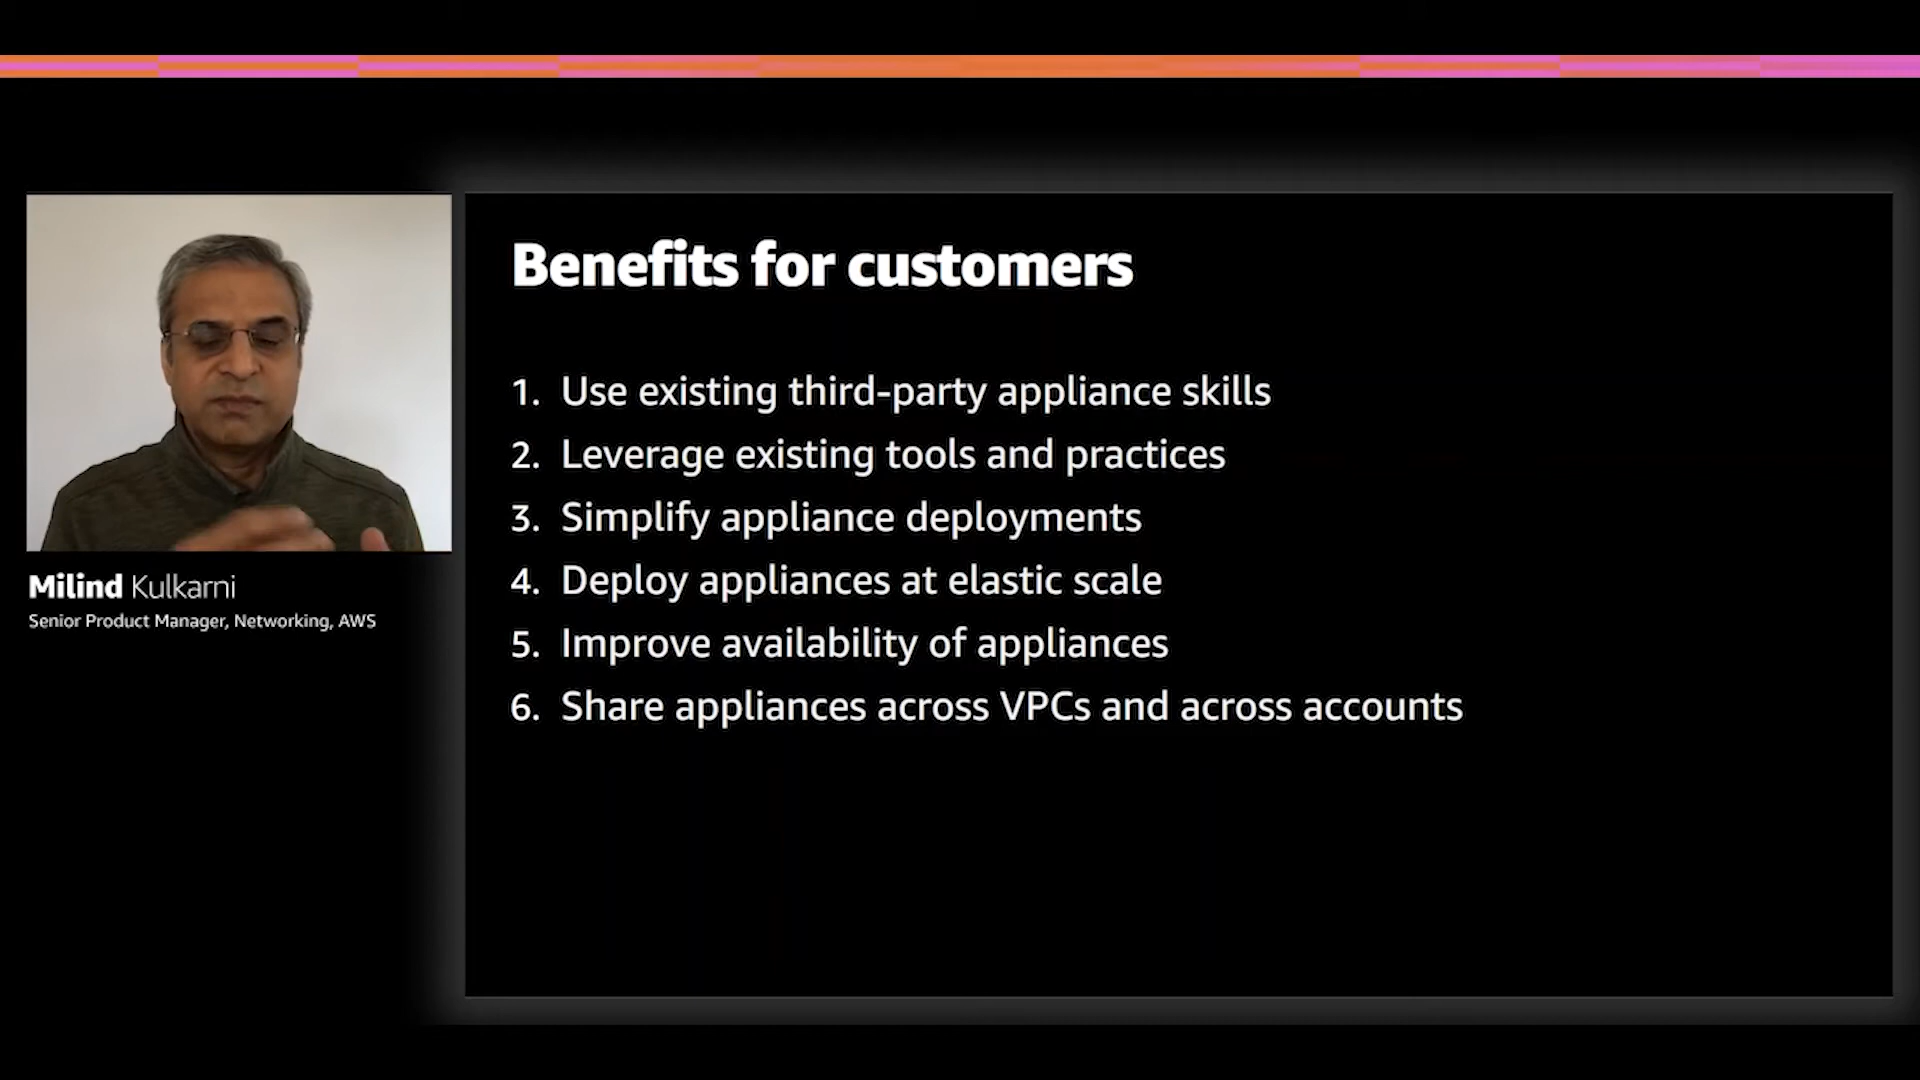 Benefits for customers
1. Use existing third-party appliance skills
2. Leverage existing tools and practices
3. Simplify appliance deployments
4. Deploy appliances at elastic scale
5. Improve availability of appliances
6. Share appliances across VPCs and across accounts
Milind Kulkarni
Senior Product Manager, Networking, AWS